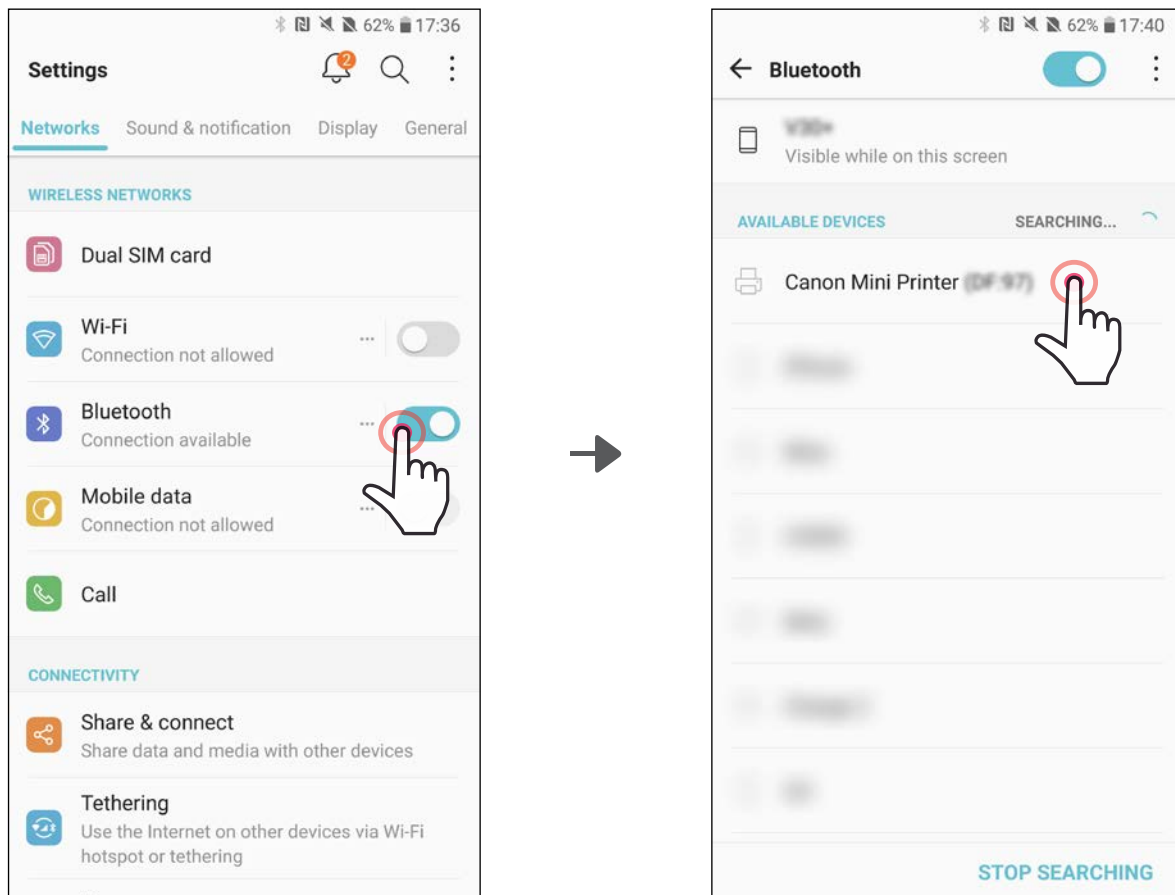 62% 17:36
Settings 2
Networks Sound & notification Display General
WIRELESS NETWORKS
Dual SIM card
Wi-Fi
Connection not allowed
Bluetooth
Connection available
Mobile data
Connection not allowed
Call
CONNECTIVITY
Share & connect
Share data and media with other devices
Tethering
Use the Internet on other devices via Wi-Fi
hotspot or tethering
62% 17:40
Bluetooth
Visible while on this screen
AVAILABLE DEVICES SEARCHING...
Canon Mini Printer
STOP SEARCHING